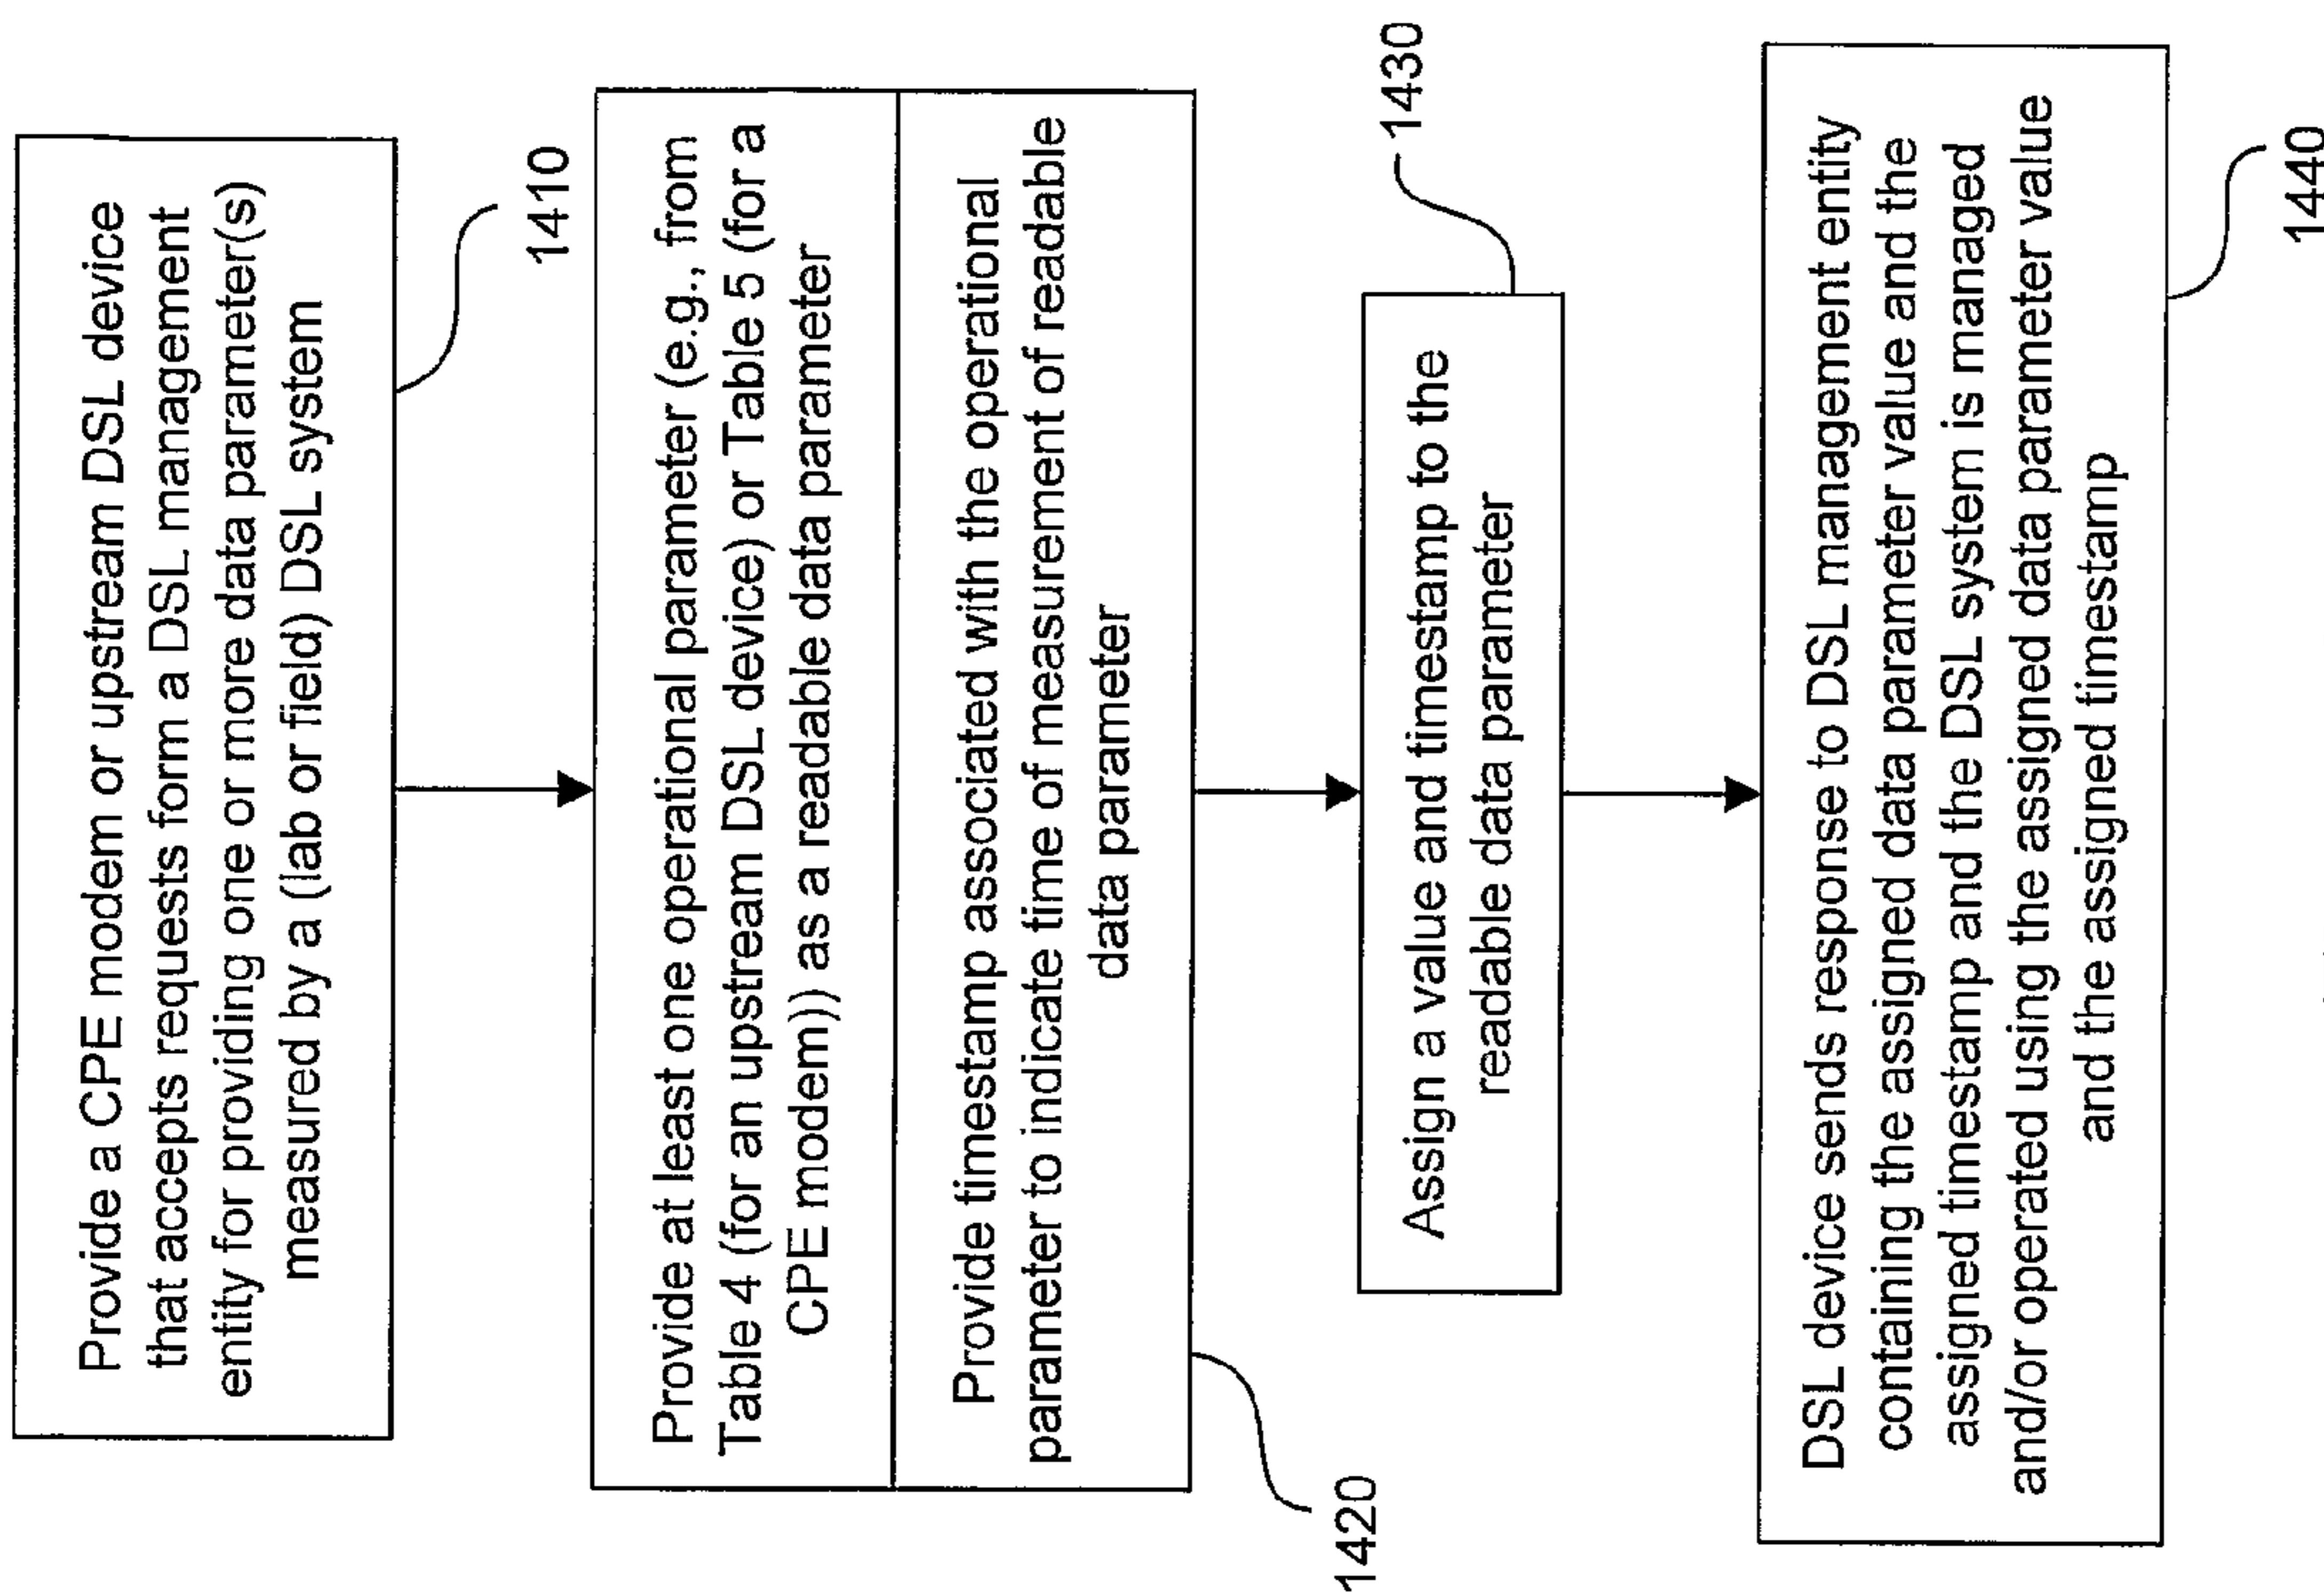 Provide a CPE modem or upstream DSL device
that accepts requests form a DSL management
entity for providing one or more data parameter(s)
measured by a (lab or field) DSL system
1410
Provide at least one operational parameter (e.g., from
Table 4 (for an upstream DSL device) or Table 5 (for a
CPE modem)) as a readable data parameter
Provide timestamp associated with the operational
parameter to indicate time of measurement of readable
data parameter
1420
Assign a value and timestamp to the
readable data parameter
1430
DSL device sends response to DSL management entity
containing the assigned data parameter value and the
assigned timestamp and the DSL system is managed
and/or operated using the assigned data parameter value
and the assigned timestamp
1440